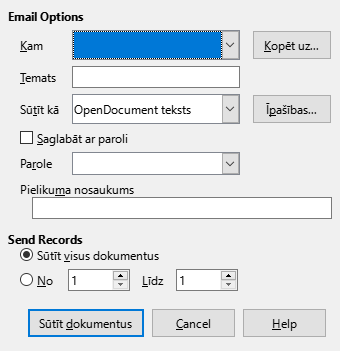 Email Options
Kam Kopēt uz...
Temats
Sūtīt kā OpenDocument teksts Īpašības...
Saglabāt ar paroli
Parole
Pielikuma nosaukums
Send Records
Sūtīt visus dokumentus
No 1 Līdz 1
Sūtīt dokumentus Cancel Help